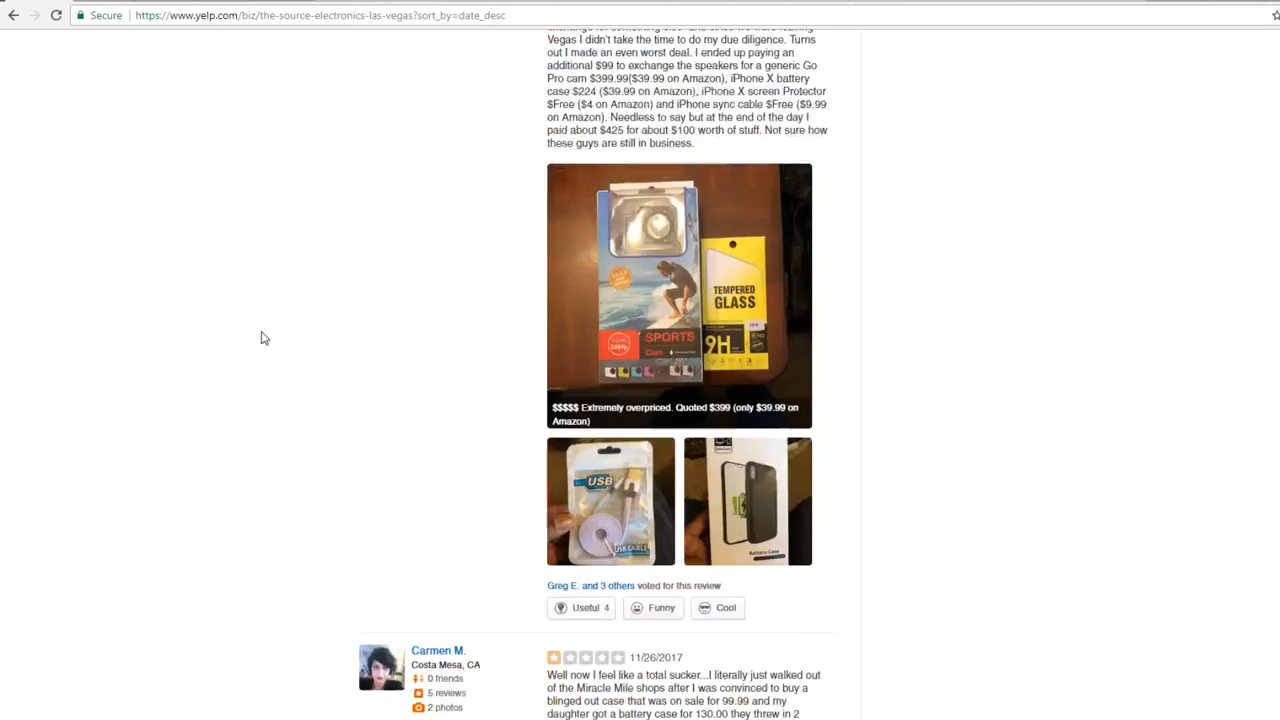 Secure
https://www.yelp.com/biz/the-source-electronics-las-vegas?sort_by=date_desc
Vegas I didn't take the time to do my due diligence. Turns
out I made an even worst deal. I ended up paying an
additional $99 to exchange the speakers for a generic Go
Pro cam $399.99($39.99 on Amazon), iPhone X battery
case $224 ($39.99 on Amazon), iPhone X screen Protector
$Free ($4 on Amazon) and iPhone sync cable $Free ($9.99
on Amazon). Needless to say but at the end of the day I
paid about $425 for about $100 worth of stuff. Not sure how
these guys are still in business.
TEMPERED
GLASS
9H
SPORTS
Cam
1080p
$$$$$ Extremely overpriced. Quoted $399 (only $39.99 on
Amazon)
USB
USB CABLE
Battery Case
Greg E. and 3 others voted for this review
Useful 4
Funny
Cool
Carmen M.
Costa Mesa, CA
0 friends
5 reviews
2 photos
11/26/2017
Well now I feel like a total sucker...I literally just walked out
of the Miracle Mile shops after I was convinced to buy a
blinged out case that was on sale for 99.99 and my
daughter got a battery case for 130.00 they threw in 2